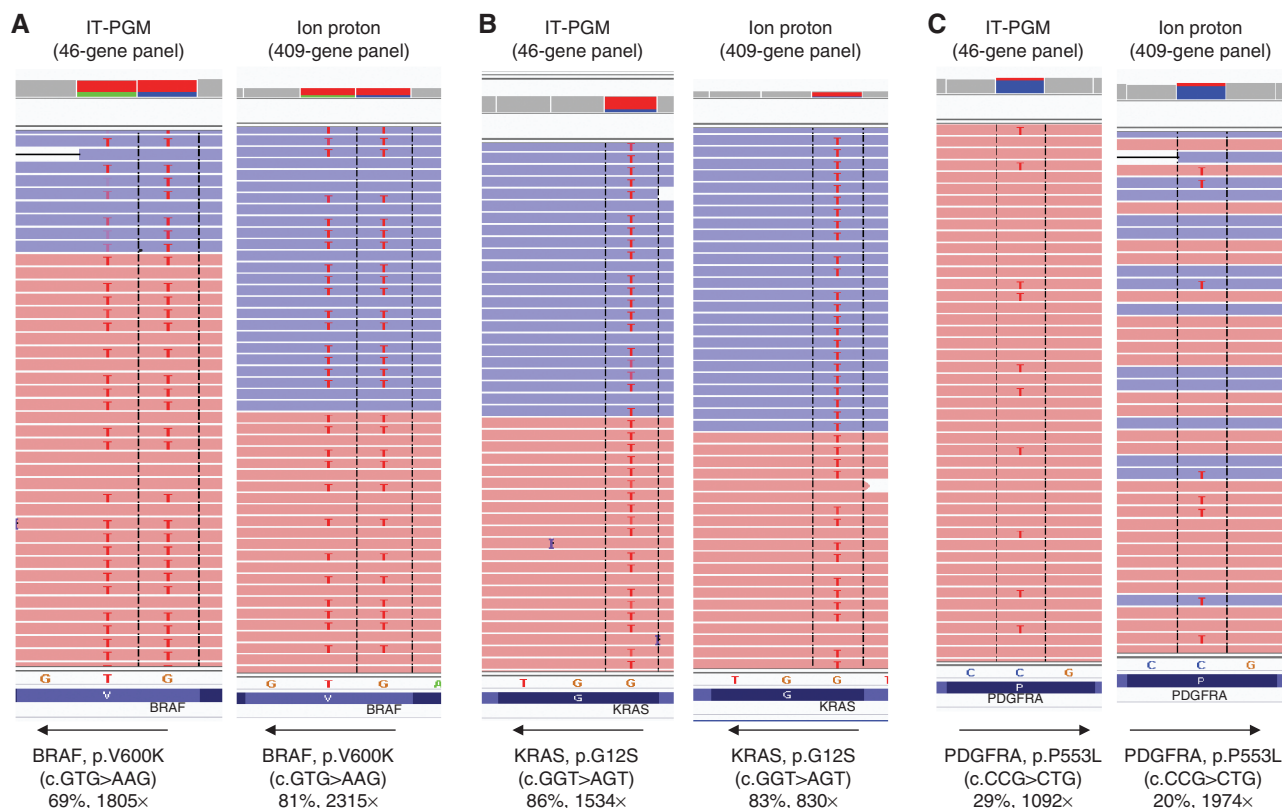 A
IT-PGM
(46-gene panel)
Ion proton
(409-gene panel)
B
IT-PGM
(46-gene panel)
Ion proton
(409-gene panel)
C
IT-PGM
(46-gene panel)
Ion proton
(409-gene panel)
G T G
V
BRAF
G T G A
V
BRAF
T G G
G
KRAS
T G G T
G
KRAS
C C G
P
PDGFRA
C C G
P
PDGFRA
BRAF, p.V600K
(c.GTG>AAG)
69%, 1805×
BRAF, p.V600K
(c.GTG>AAG)
81%, 2315×
KRAS, p.G12S
(c.GGT>AGT)
86%, 1534×
KRAS, p.G12S
(c.GGT>AGT)
83%, 830×
PDGFRA, p.P553L
(c.CCG>CTG)
29%, 1092×
PDGFRA, p.P553L
(c.CCG>CTG)
20%, 1974×